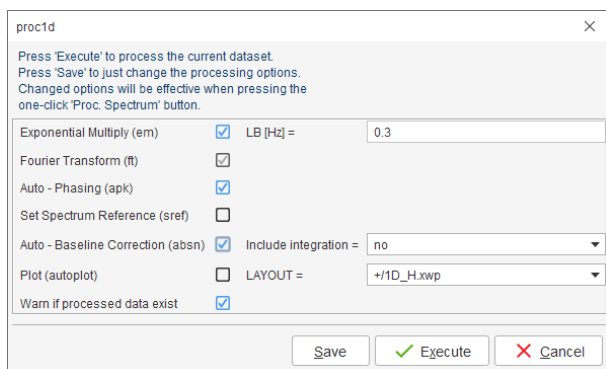 proc1d
Press 'Execute' to process the current dataset.
Press 'Save' to just change the processing options.
Changed options will be effective when pressing the
one-click 'Proc. Spectrum' button.
Exponential Multiply (em) LB [Hz] = 0.3
Fourier Transform (ft)
Auto - Phasing (apk)
Set Spectrum Reference (sref)
Auto - Baseline Correction (absn) Include integration = no
Plot (autoplot) LAYOUT = +/1D_H.xwp
Warn if processed data exist
Save Execute Cancel